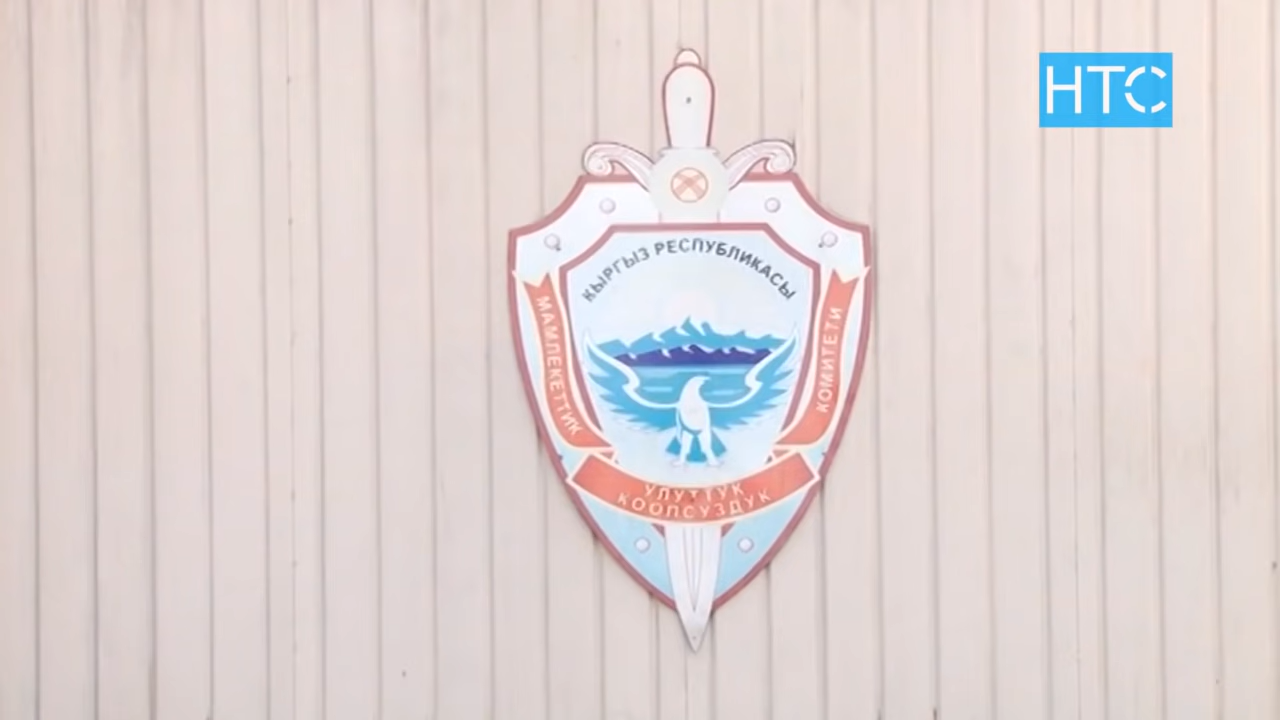 НТС
КЫРГЫЗ РЕСПУБЛИКАСЫ
МАМЛЕКЕТТИК
УЛУТТУК
КООПСУЗДУК
КОМИТЕТИ